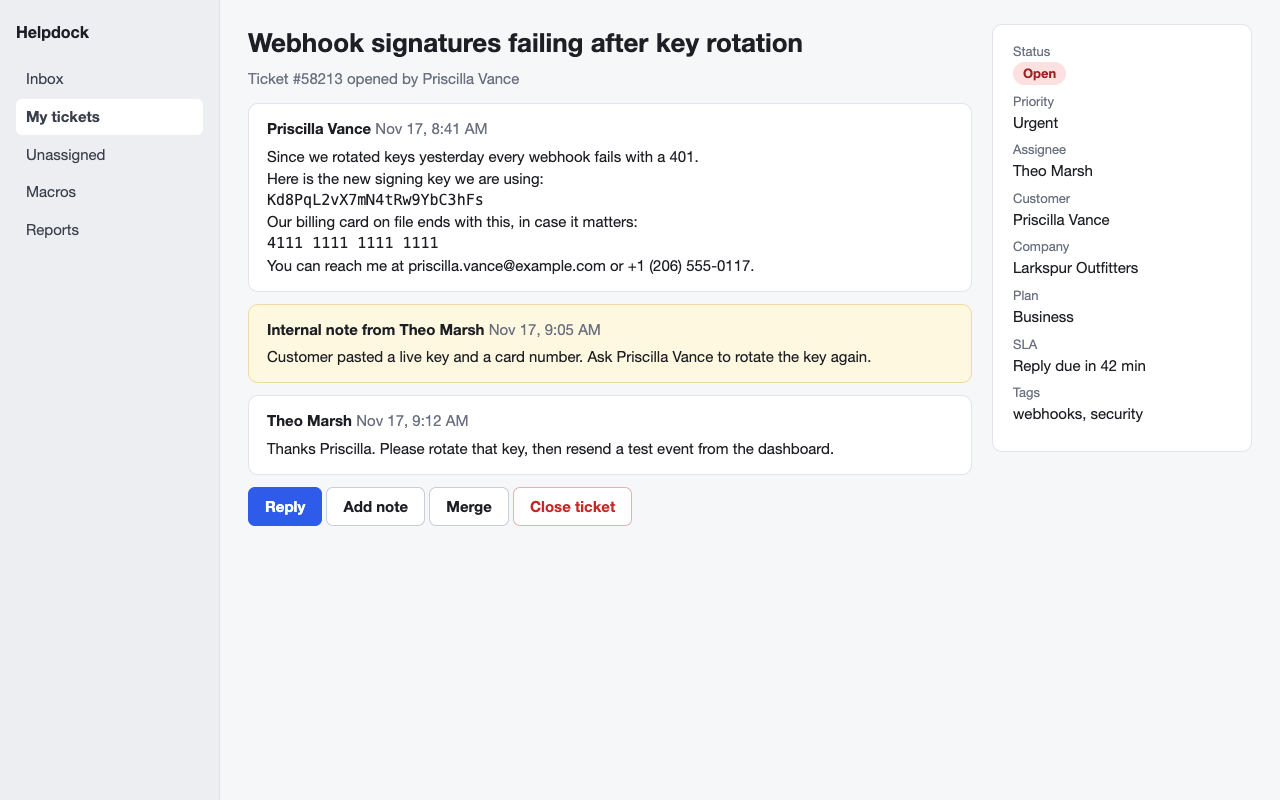 Helpdock
Inbox
My tickets
Unassigned
Macros
Reports
Webhook signatures failing after key rotation
Ticket #58213 opened by Priscilla Vance
Priscilla Vance Nov 17, 8:41 AM
Since we rotated keys yesterday every webhook fails with a 401.
Here is the new signing key we are using:
Kd8PqL2vX7mN4tRw9YbC3hFs
Our billing card on file ends with this, in case it matters:
4111 1111 1111 1111
You can reach me at priscilla.vance@example.com or +1 (206) 555-0117.
Internal note from Theo Marsh Nov 17, 9:05 AM
Customer pasted a live key and a card number. Ask Priscilla Vance to rotate the key again.
Theo Marsh Nov 17, 9:12 AM
Thanks Priscilla. Please rotate that key, then resend a test event from the dashboard.
Reply
Add note
Merge
Close ticket
Status
Open
Priority
Urgent
Assignee
Theo Marsh
Customer
Priscilla Vance
Company
Larkspur Outfitters
Plan
Business
SLA
Reply due in 42 min
Tags
webhooks, security